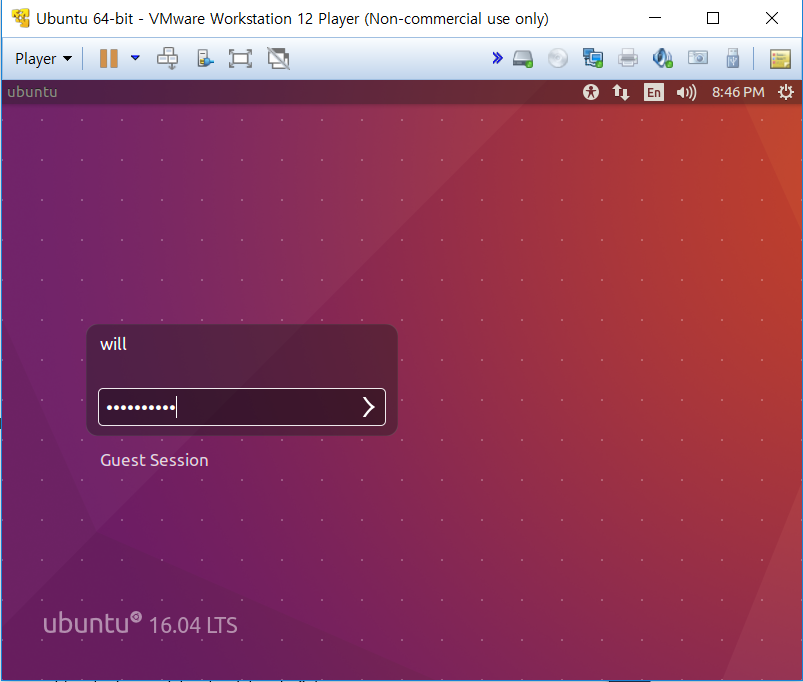 Ubuntu 64-bit - VMware Workstation 12 Player (Non-commercial use only)
Player
ubuntu
En
8:46 PM
will
••••••••••
Guest Session
ubuntu® 16.04 LTS